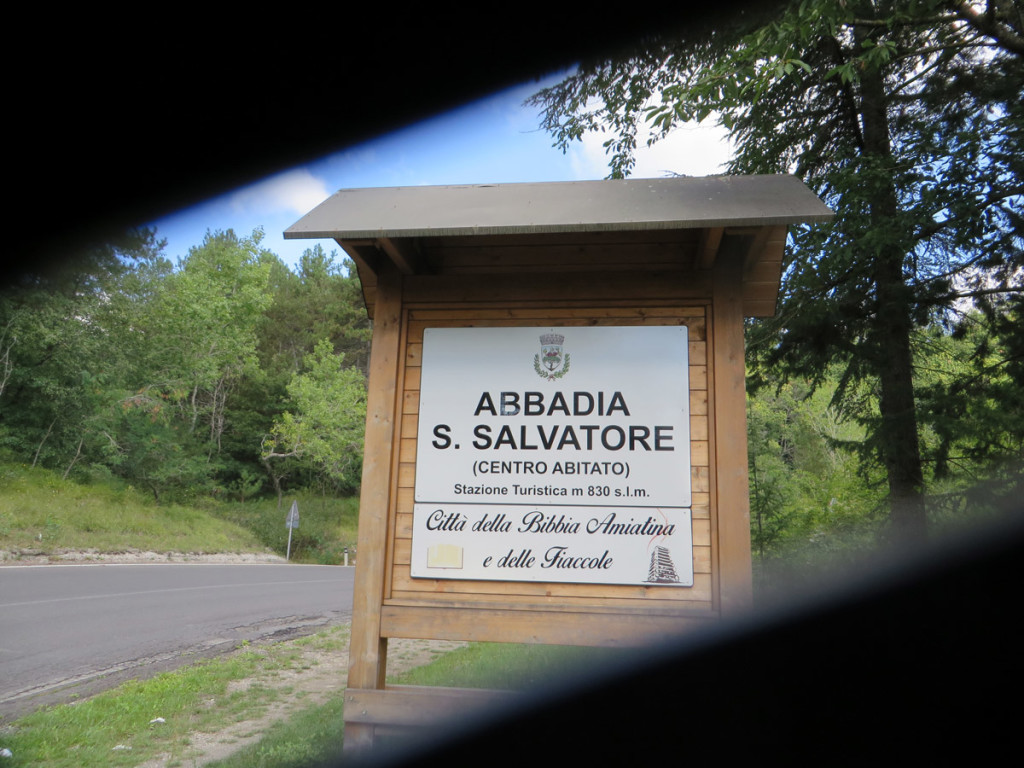 ABBADIA
S. SALVATORE
(CENTRO ABITATO)
Stazione Turistica m 830 s.l.m.
Città della Bibbia Amiatina
e delle Fiaccole